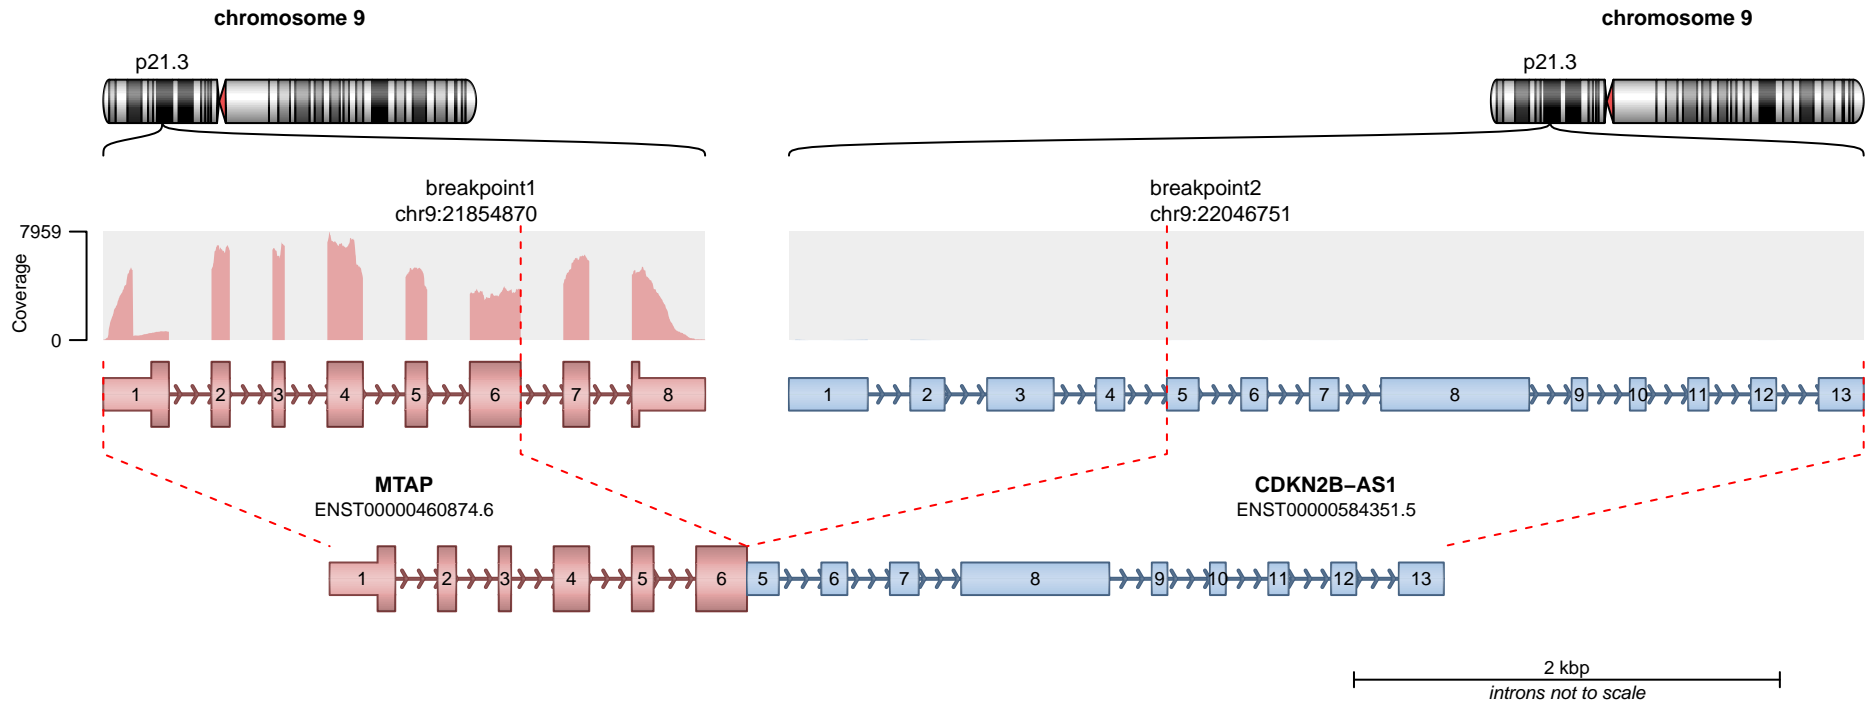 chromosome 9
chromosome 9
p21.3
p21.3
breakpoint1
chr9:21854870
breakpoint2
chr9:22046751
7959
Coverage
0
1 2 3 4 5 6 7 8
1 2 3 4 5 6 7 8 9 10 11 12 13
MTAP
ENST00000460874.6
CDKN2B−AS1
ENST00000584351.5
1 2 3 4 5 6 5 6 7 8 9 10 11 12 13
2 kbp
introns not to scale